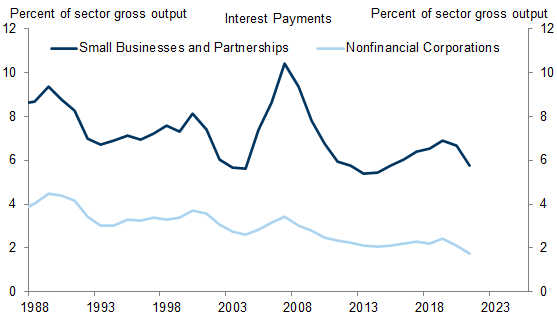 Percent of sector gross output
Interest Payments
Percent of sector gross output
Small Businesses and Partnerships
Nonfinancial Corporations
12
12
10
10
8
8
6
6
4
4
2
2
0
0
1988 1993 1998 2003 2008 2013 2018 2023